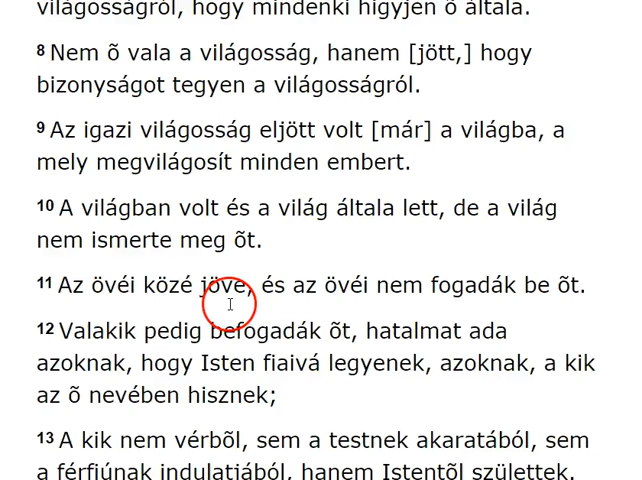 világosságról, hogy mindenki higyjen õ általa.
8 Nem õ vala a világosság, hanem [jött,] hogy
bizonyságot tegyen a világosságról.
9 Az igazi világosság eljött volt [már] a világba, a
mely megvilágosít minden embert.
10 A világban volt és a világ általa lett, de a világ
nem ismerte meg õt.
11 Az övéi közé jöve, és az övéi nem fogadák be õt.
12 Valakik pedig befogadák õt, hatalmat ada
azoknak, hogy Isten fiaivá legyenek, azoknak, a kik
az õ nevében hisznek;
13 A kik nem vérbõl, sem a testnek akaratából, sem
a férfiúnak indulatjából, hanem Istentõl születtek.